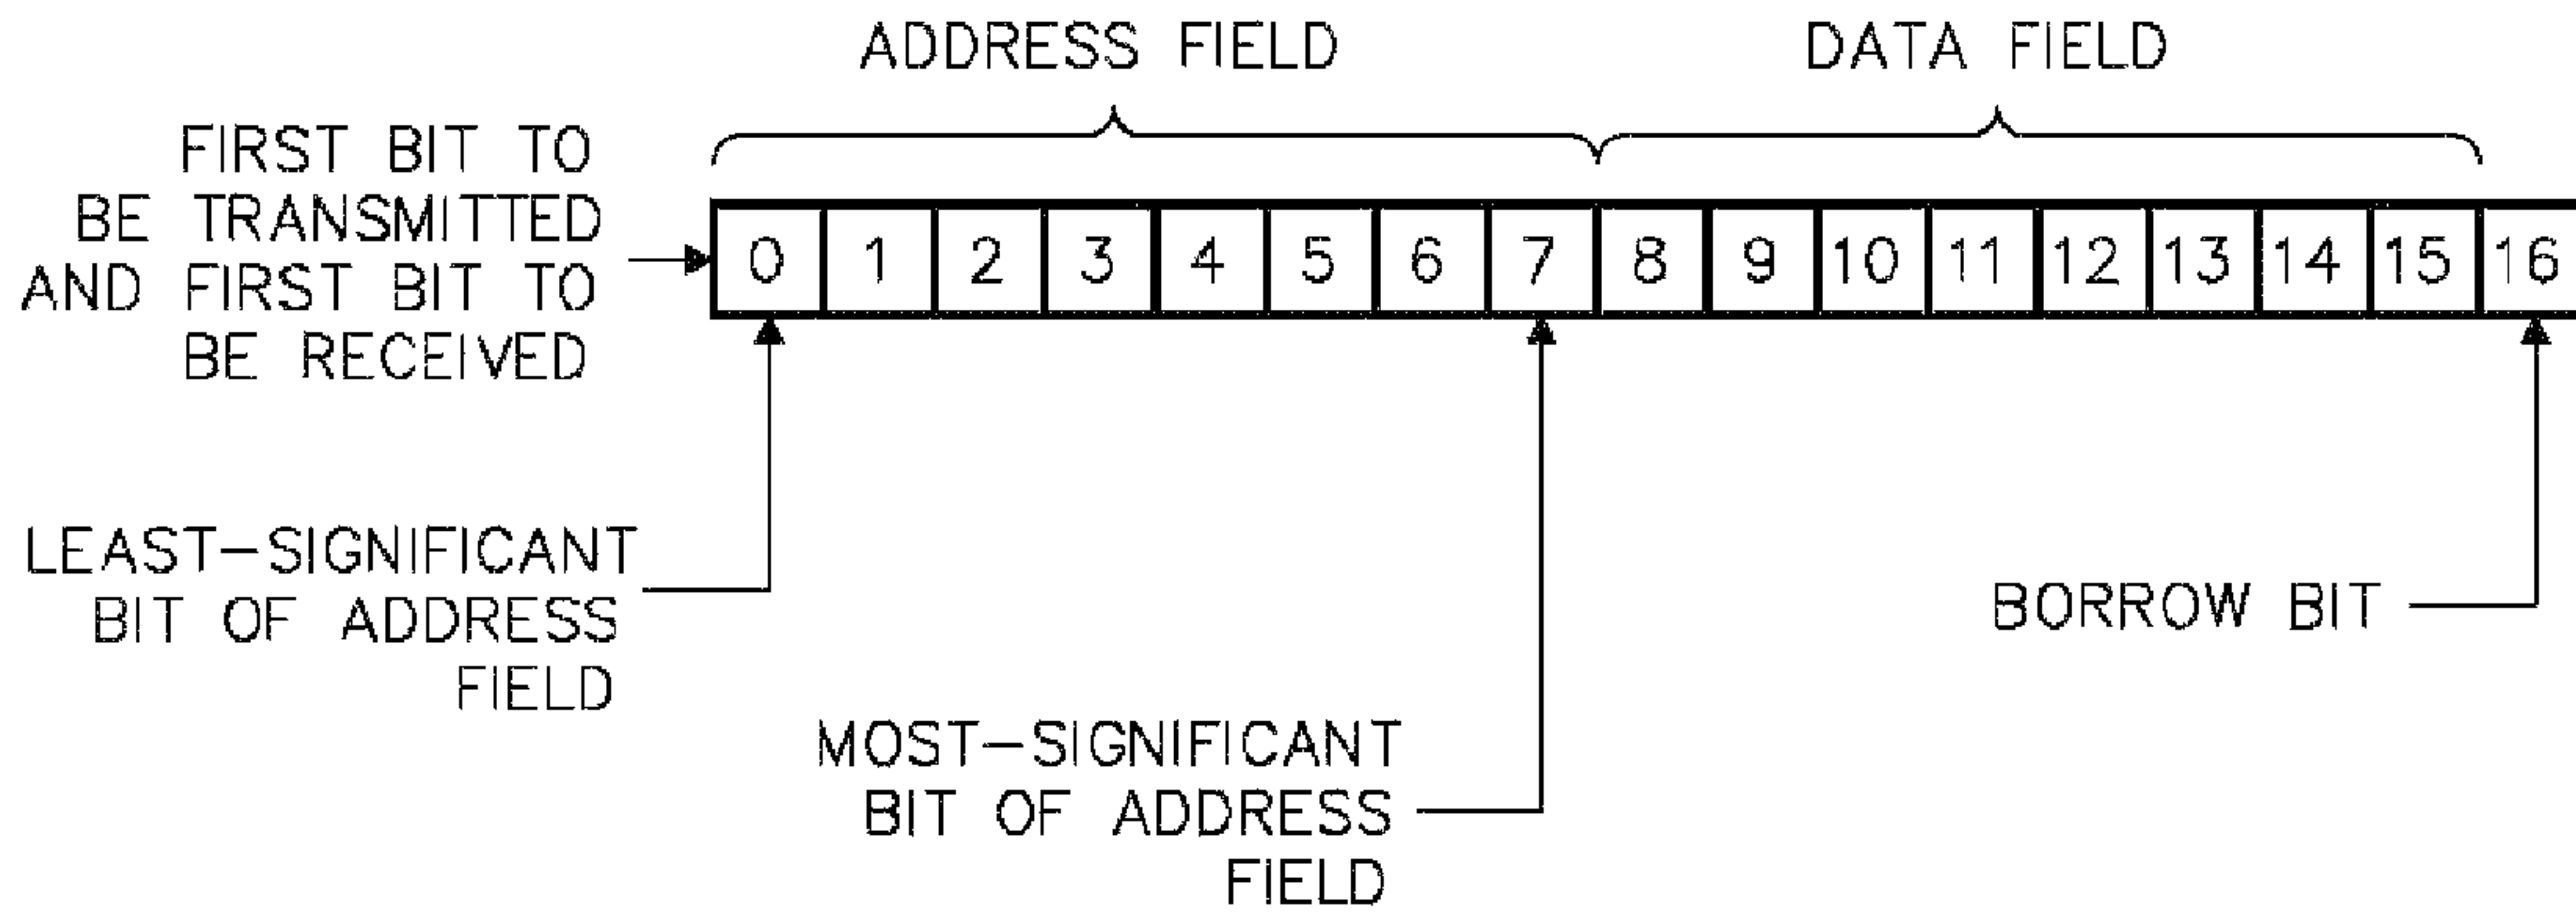 ADDRESS FIELD
DATA FIELD
FIRST BIT TO
BE TRANSMITTED
AND FIRST BIT TO
BE RECEIVED
0 1 2 3 4 5 6 7 8 9 10 11 12 13 14 15 16
LEAST-SIGNIFICANT
BIT OF ADDRESS
FIELD
BORROW BIT
MOST-SIGNIFICANT
BIT OF ADDRESS
FIELD